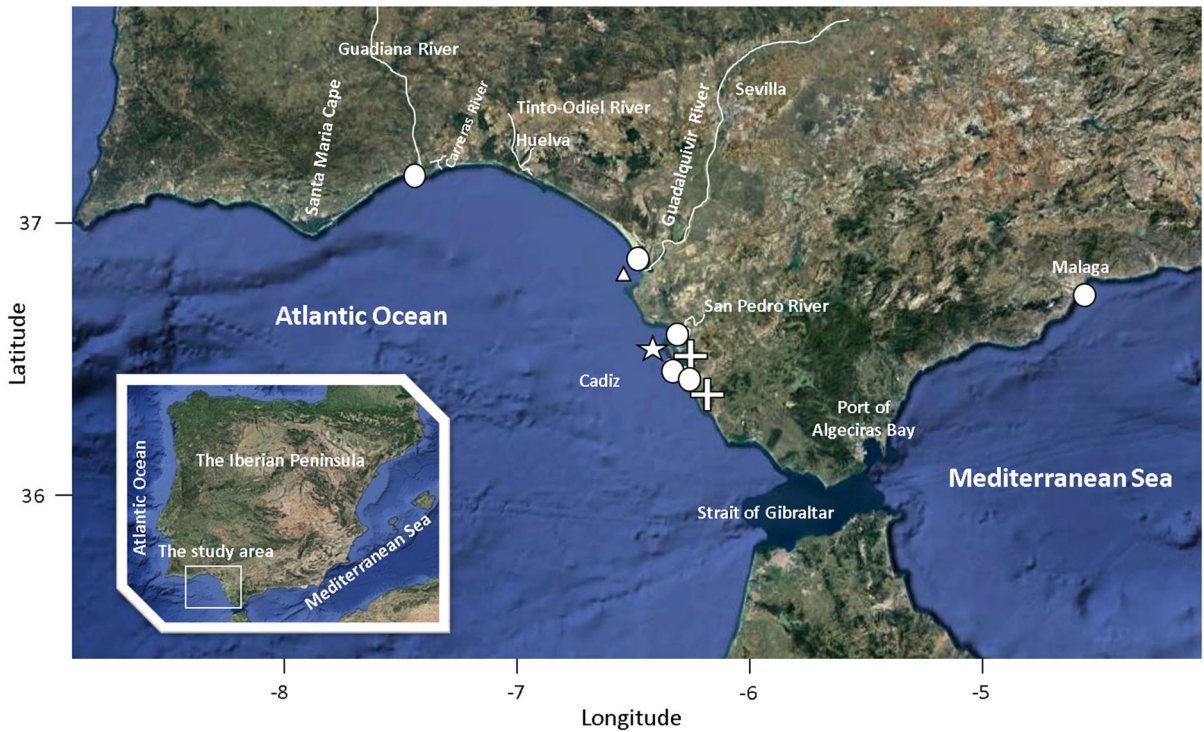 Guadiana River
Santa Maria Cape
Carreras River
Tinto-Odiel River
Huelva
Guadalquivir River
Sevilla
37
Malaga
San Pedro River
Atlantic Ocean
Latitude
Cadiz
Port of
Algeciras Bay
The Iberian Peninsula
Atlantic Ocean
Mediterranean Sea
36
Strait of Gibraltar
The study area
Mediterranean Sea
-8
-7
-6
-5
Longitude